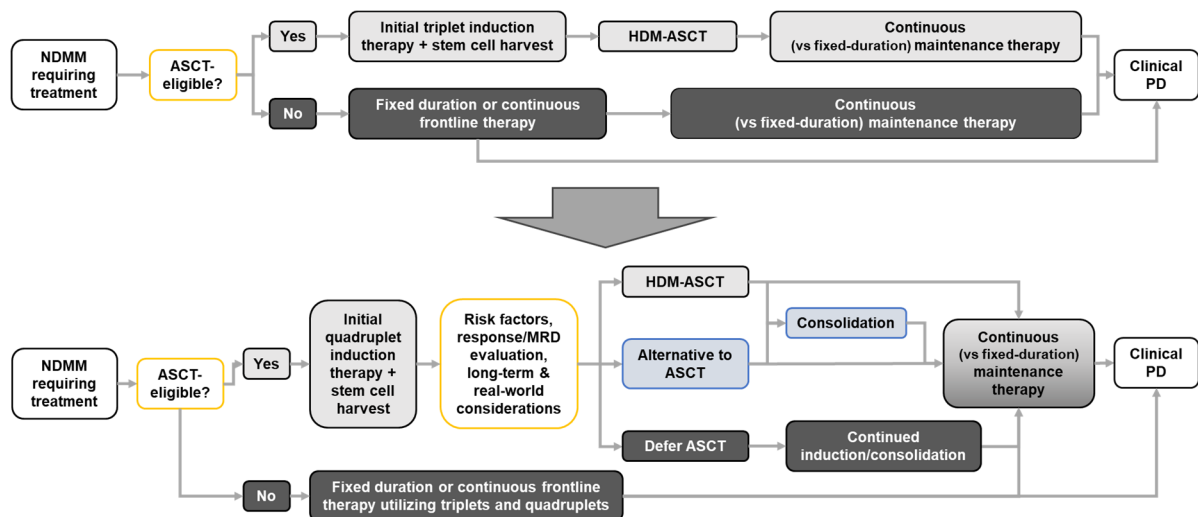 NDMM
requiring
treatment
ASCT-
eligible?
Yes
Initial triplet induction
therapy + stem cell harvest
HDM-ASCT
Continuous
(vs fixed-duration) maintenance therapy
No
Fixed duration or continuous
frontline therapy
Continuous
(vs fixed-duration) maintenance therapy
Clinical
PD
NDMM
requiring
treatment
ASCT-
eligible?
Yes
Initial
quadruplet
induction
therapy +
stem cell
harvest
Risk factors,
response/MRD
evaluation,
long-term &
real-world
considerations
HDM-ASCT
Consolidation
Alternative to
ASCT
Defer ASCT
Continued
induction/consolidation
Continuous
(vs fixed-duration)
maintenance
therapy
Clinical
PD
No
Fixed duration or continuous frontline
therapy utilizing triplets and quadruplets